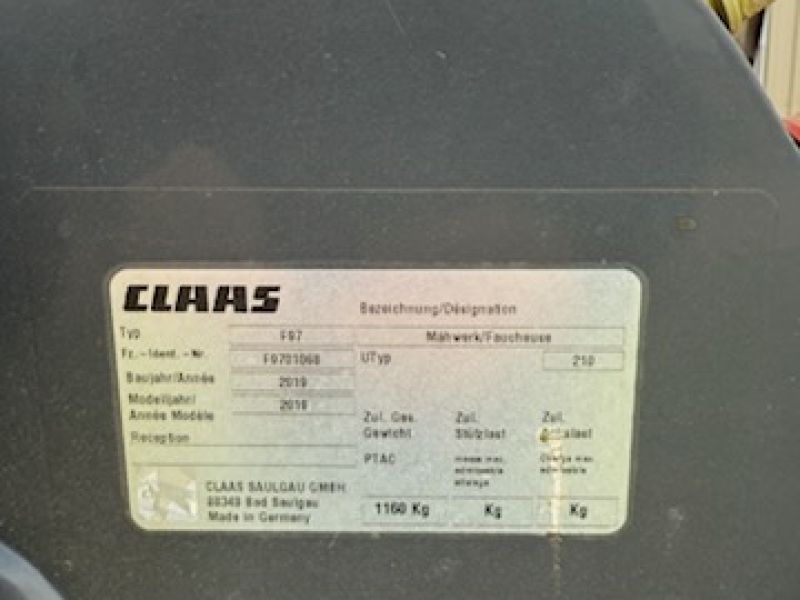 CLAAS
Bezeichnung/Désignation
Typ F97 Mähwerk/Faucheuse
Fz.-Ident.-Nr. F9701068 UTyp 210
Baujahr/Année 2019
Modelljahr/ 2018
Année Modèle
Zul. Ges. Zul. Zul.
Gewicht Stützlast
Reception
PTAC
CLAAS SAULGAU GMBH
88348 Bad Saulgau
Made in Germany
1160 Kg Kg Kg